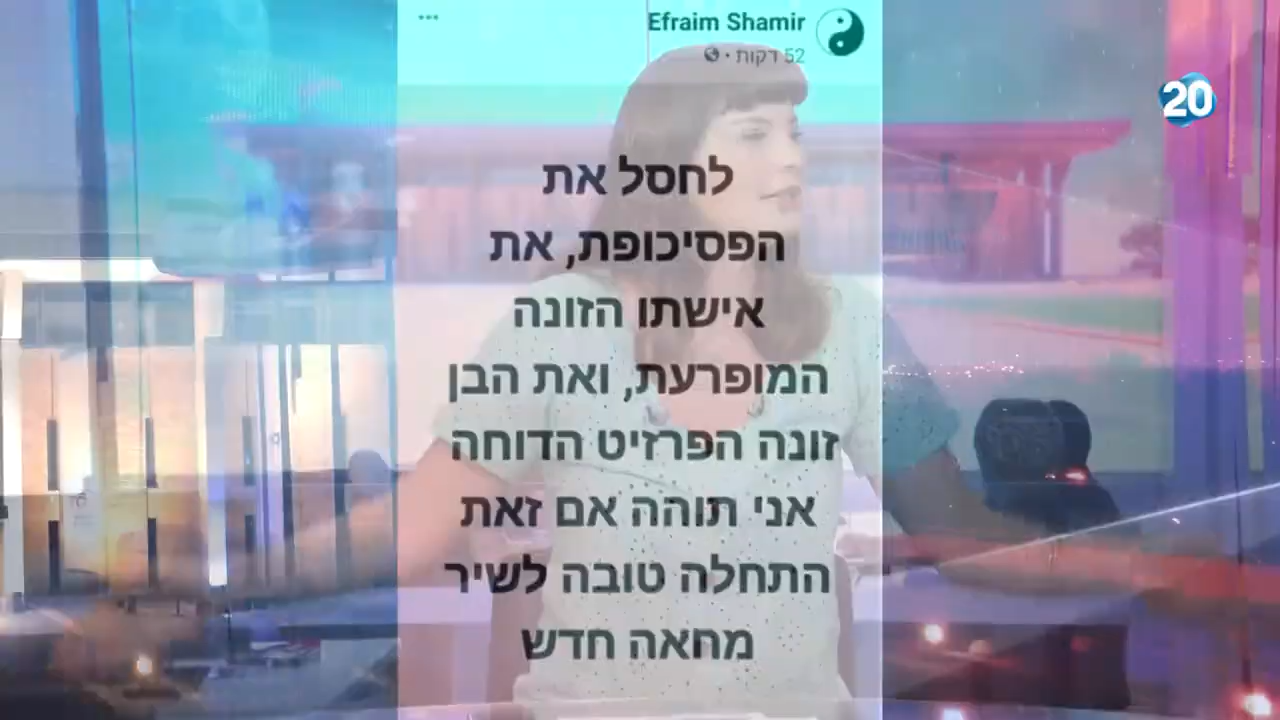 Efraim Shamir
52 דקות
20
לחסל את
הפסיכופת, את
אישתו הזונה
המופרעת, ואת הבן
זונה הפרזיט הדוחה
אני תוהה אם זאת
התחלה טובה לשיר
מחאה חדש